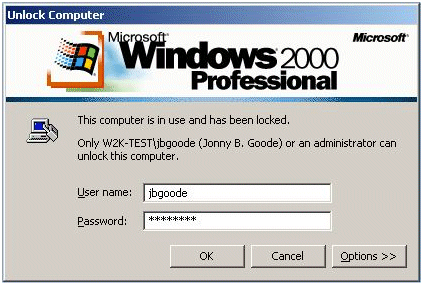 Unlock Computer
Microsoft Microsoft
Windows 2000
Professional
This computer is in use and has been locked.
Only W2K-TEST\jbgoode (Jonny B. Goode) or an administrator can
unlock this computer.
User name: jbgoode
Password: ********
OK Cancel Options >>